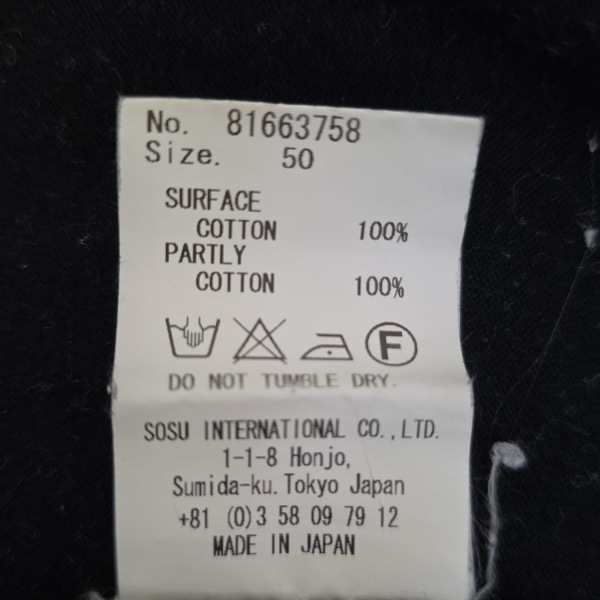 No. 81663758
Size. 50
SURFACE
COTTON 100%
PARTLY
COTTON 100%
F
DO NOT TUMBLE DRY.
SOSU INTERNATIONAL CO.,LTD.
1-1-8 Honjo,
Sumida-ku.Tokyo Japan
+81 (0)3 58 09 79 12
MADE IN JAPAN